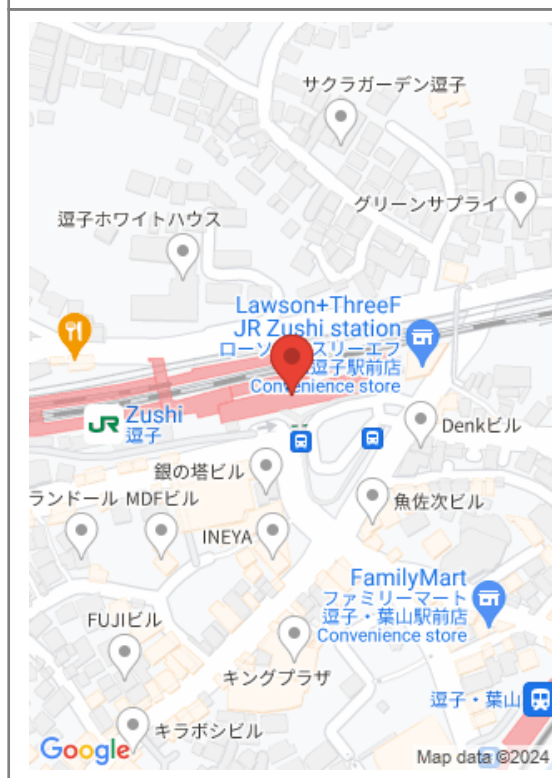 サクラガーデン逗子
グリーンサプライ
逗子ホワイトハウス
Lawson+ThreeF
JR Zushi station
ローソ スリーエフ
逗子駅前店
Convenience store
JR Zushi
逗子
Denkビル
銀の塔ビル
ランドール MDFビル
魚佐次ビル
INEYA
FamilyMart
ファミリーマート
逗子・葉山駅前店
Convenience store
FUJIビル
キングプラザ
逗子・葉山
キラボシビル
Google
Map data ©2024